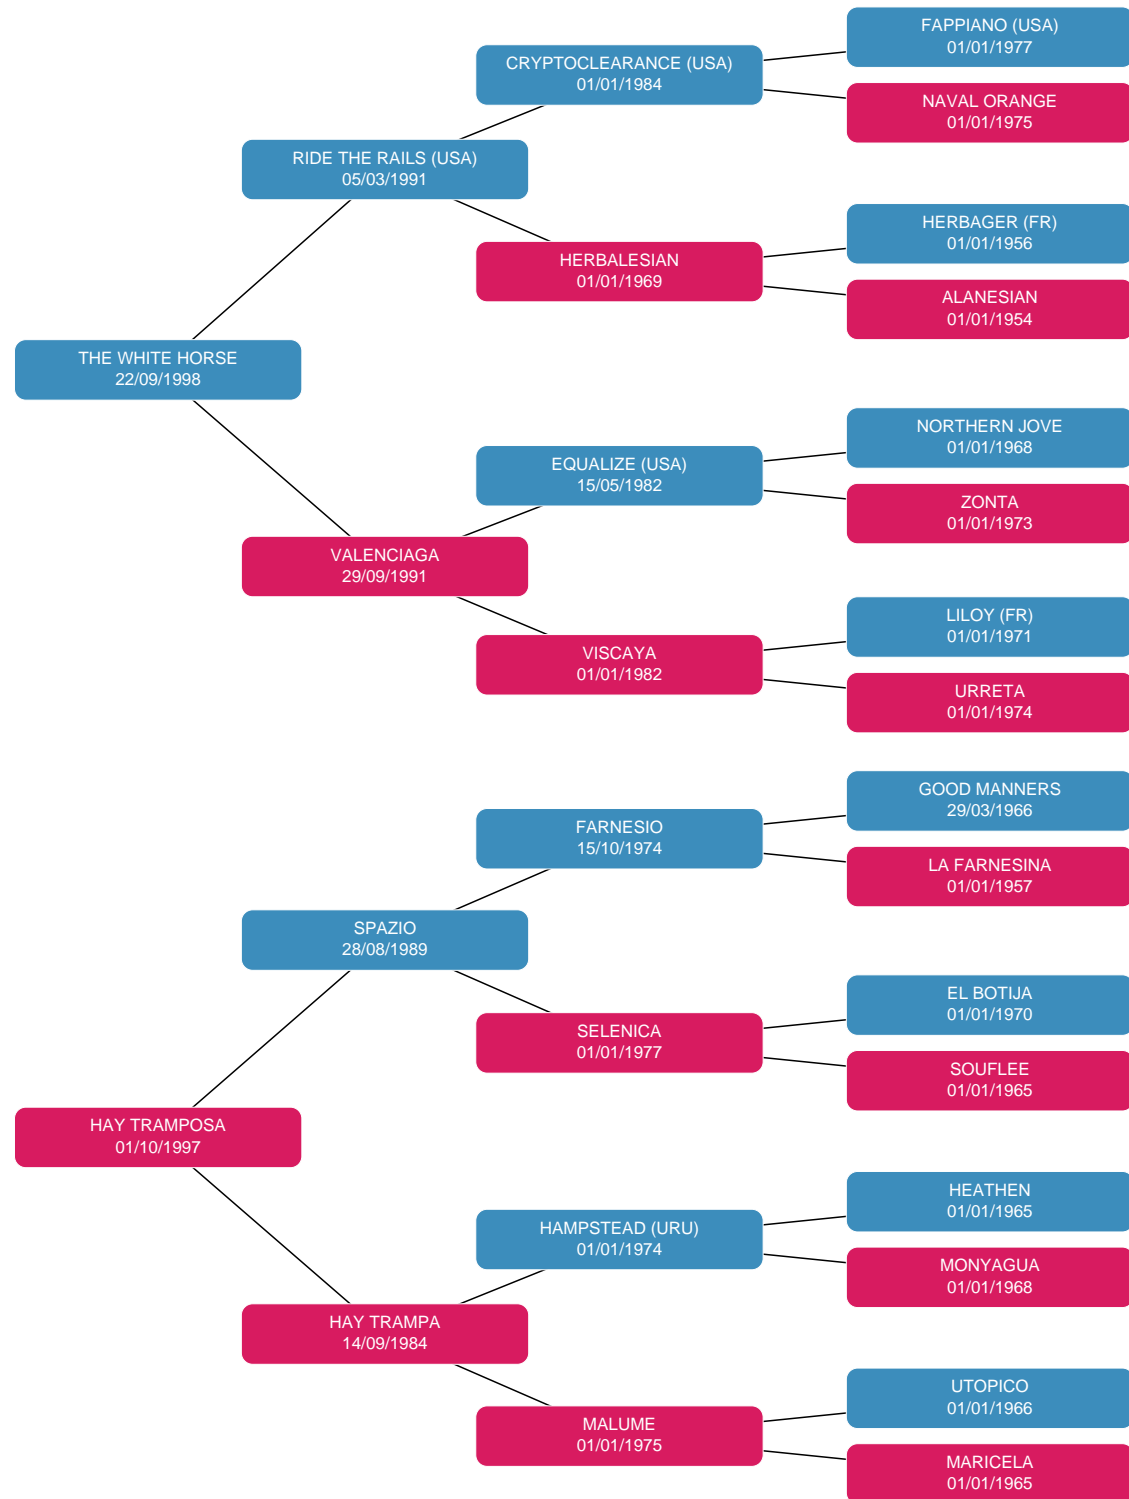 FAPPIANO (USA)
01/01/1977
CRYPTOCLEARANCE (USA)
01/01/1984
NAVAL ORANGE
01/01/1975
RIDE THE RAILS (USA)
05/03/1991
HERBAGER (FR)
01/01/1956
HERBALESIAN
01/01/1969
ALANESIAN
01/01/1954
THE WHITE HORSE
22/09/1998
NORTHERN JOVE
01/01/1968
EQUALIZE (USA)
15/05/1982
ZONTA
01/01/1973
VALENCIAGA
29/09/1991
LILOY (FR)
01/01/1971
VISCAYA
01/01/1982
URRETA
01/01/1974
GOOD MANNERS
29/03/1966
FARNESIO
15/10/1974
LA FARNESINA
01/01/1957
SPAZIO
28/08/1989
EL BOTIJA
01/01/1970
SELENICA
01/01/1977
SOUFLEE
01/01/1965
HAY TRAMPOSA
01/10/1997
HEATHEN
01/01/1965
HAMPSTEAD (URU)
01/01/1974
MONYAGUA
01/01/1968
HAY TRAMPA
14/09/1984
UTOPICO
01/01/1966
MALUME
01/01/1975
MARICELA
01/01/1965